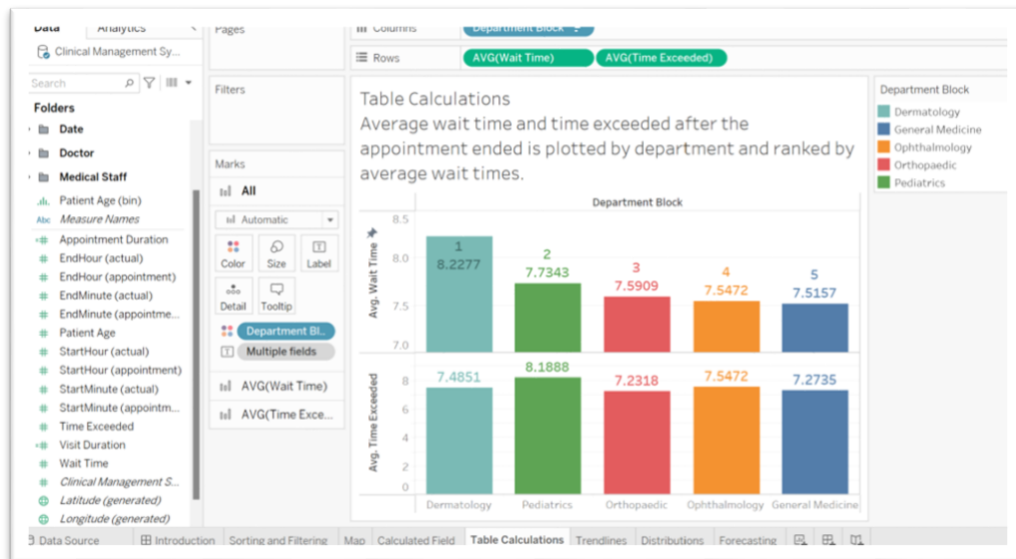 Data Analytics
Clinical Management Sy...
Search
Folders
Date
Doctor
Medical Staff
Patient Age (bin)
Abc Measure Names
Appointment Duration
EndHour (actual)
EndHour (appointment)
EndMinute (actual)
EndMinute (appointme...
Patient Age
StartHour (actual)
StartHour (appointment)
StartMinute (actual)
StartMinute (appointm...
Time Exceeded
Visit Duration
Wait Time
Clinical Management S...
Latitude (generated)
Longitude (generated)
Pages
Filters
Marks
All
Automatic
Color Size Label
Detail Tooltip
Department Bl..
Multiple fields
AVG(Wait Time)
AVG(Time Exce...
Columns Department Block
Rows AVG(Wait Time) AVG(Time Exceeded)
Table Calculations
Average wait time and time exceeded after the
appointment ended is plotted by department and ranked by
average wait times.
Department Block
Avg. Wait Time
8.5
8.0
7.5
7.0
1
8.2277
2
7.7343
3
7.5909
4
7.5472
5
7.5157
Avg. Time Exceeded
8
6
4
2
0
7.4851 8.1888 7.2318 7.5472 7.2735
Dermatology Pediatrics Orthopaedic Ophthalmology General Medicine
Department Block
Dermatology
General Medicine
Ophthalmology
Orthopaedic
Pediatrics
Data Source Introduction Sorting and Filtering Map Calculated Field Table Calculations Trendlines Distributions Forecasting